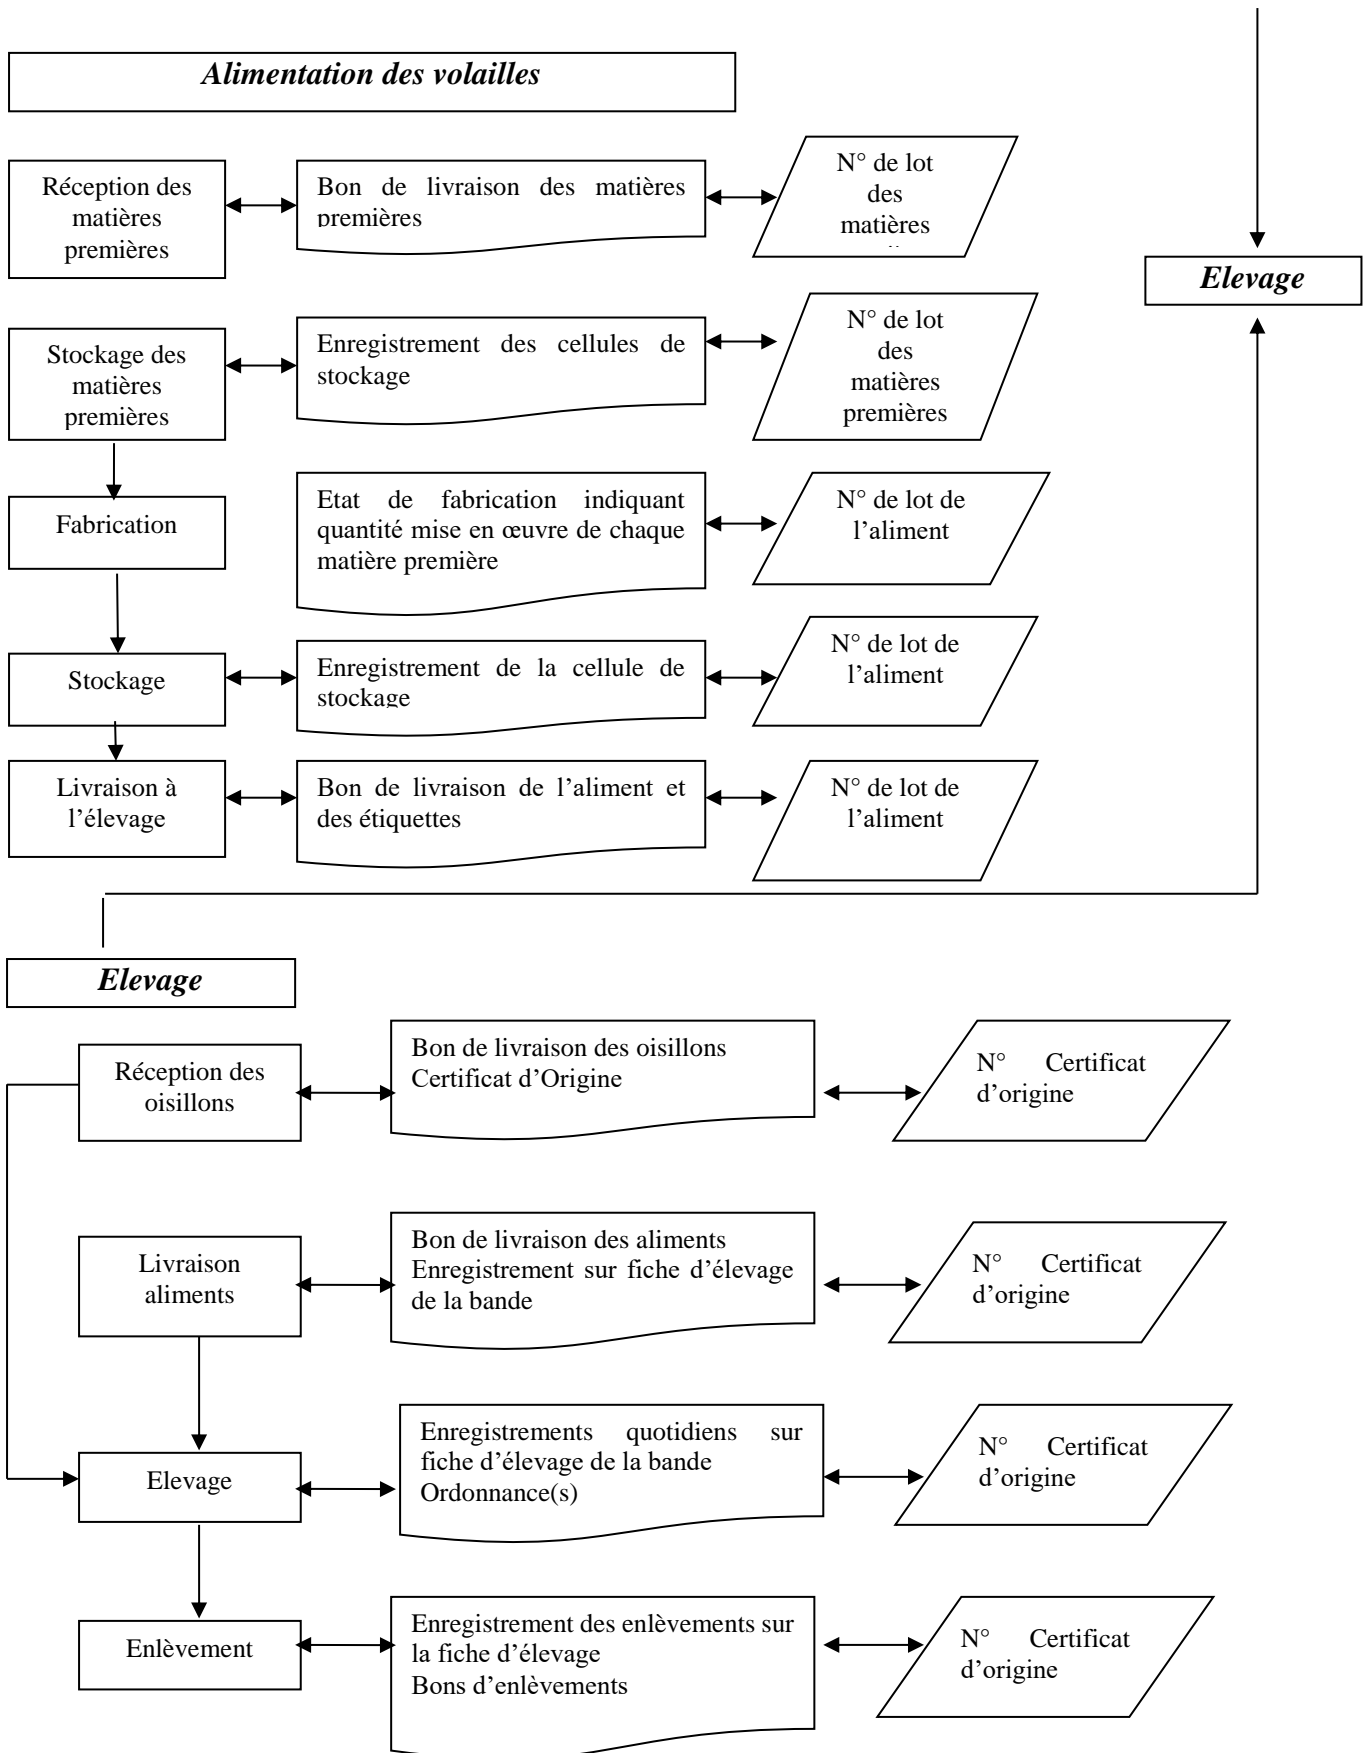 Alimentation des volailles
Réception des
matières
premières
Bon de livraison des matières
premières
N° de lot
des
matières
Elevage
Stockage des
matières
premières
Enregistrement des cellules de
stockage
N° de lot
des
matières
premières
Fabrication
Etat de fabrication indiquant
quantité mise en œuvre de chaque
matière première
N° de lot de
l’aliment
Stockage
Enregistrement de la cellule de
stockage
N° de lot de
l’aliment
Livraison à
l’élevage
Bon de livraison de l’aliment et
des étiquettes
N° de lot de
l’aliment
Elevage
Réception des
oisillons
Bon de livraison des oisillons
Certificat d’Origine
N° Certificat
d’origine
Livraison
aliments
Bon de livraison des aliments
Enregistrement sur fiche d’élevage
de la bande
N° Certificat
d’origine
Elevage
Enregistrements quotidiens sur
fiche d’élevage de la bande
Ordonnance(s)
N° Certificat
d’origine
Enlèvement
Enregistrement des enlèvements sur
la fiche d’élevage
Bons d’enlèvements
N° Certificat
d’origine